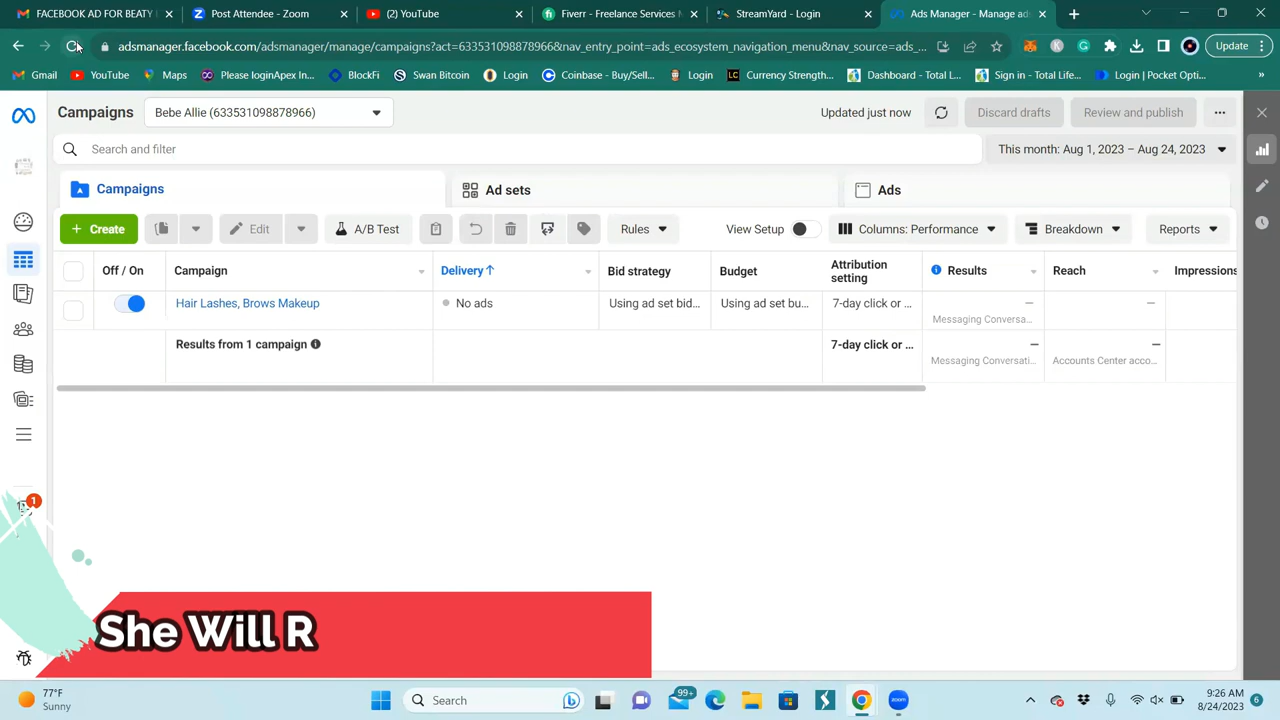 FACEBOOK AD FOR BEATY
Post Attendee - Zoom
(2) YouTube
Fiverr - Freelance Services M
StreamYard - Login
Ads Manager - Manage ads
adsmanager.facebook.com/adsmanager/manage/campaigns?act=633531098878966&nav_entry_point=ads_ecosystem_navigation_menu&nav_source=ads_...
Update
Gmail
YouTube
Maps
Please loginApex In...
BlockFi
Swan Bitcoin
Login
Coinbase - Buy/Sell...
Login
Currency Strength...
Dashboard - Total L...
Sign in - Total Life...
Login | Pocket Opti...
»
Campaigns
Bebe Allie (633531098878966)
Updated just now
Discard drafts
Review and publish
Search and filter
This month: Aug 1, 2023 – Aug 24, 2023
Campaigns
Ad sets
Ads
+ Create
Edit
A/B Test
Rules
View Setup
Columns: Performance
Breakdown
Reports
Off / On
Campaign
Delivery ↑
Bid strategy
Budget
Attribution
setting
Results
Reach
Impressions
Hair Lashes, Brows Makeup
No ads
Using ad set bid...
Using ad set bu...
7-day click or ...
—
Messaging Conversa...
—
Results from 1 campaign
7-day click or ...
—
Messaging Conversati...
—
Accounts Center acco...
1
She Will R
77°F
Sunny
Search
99+
9:26 AM
8/24/2023
6